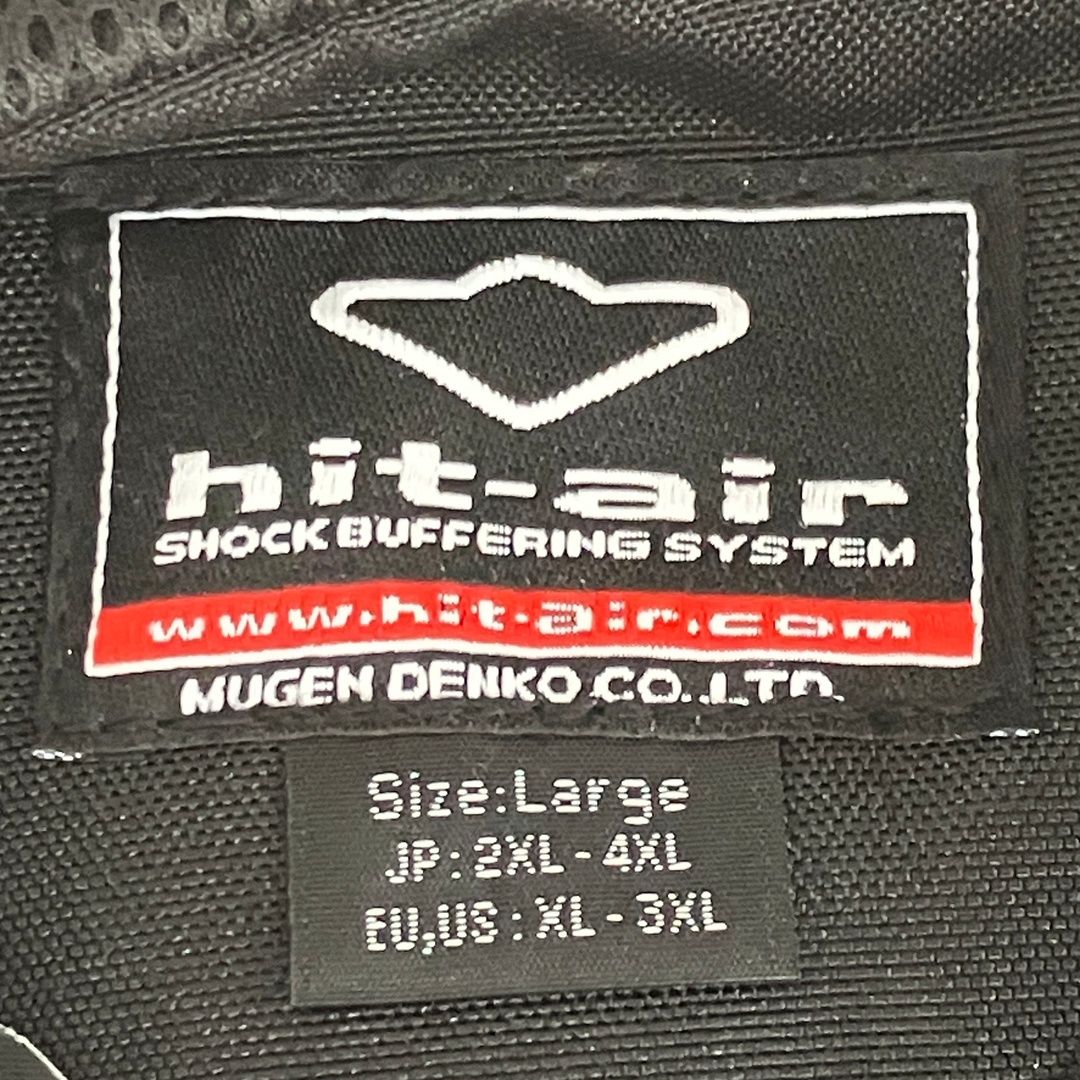 hit-air
SHOCK BUFFERING SYSTEM
www.hit-air.com
MUGEN DENKO CO.,LTD.
Size:Large
JP:2XL-4XL
EU,US:XL-3XL